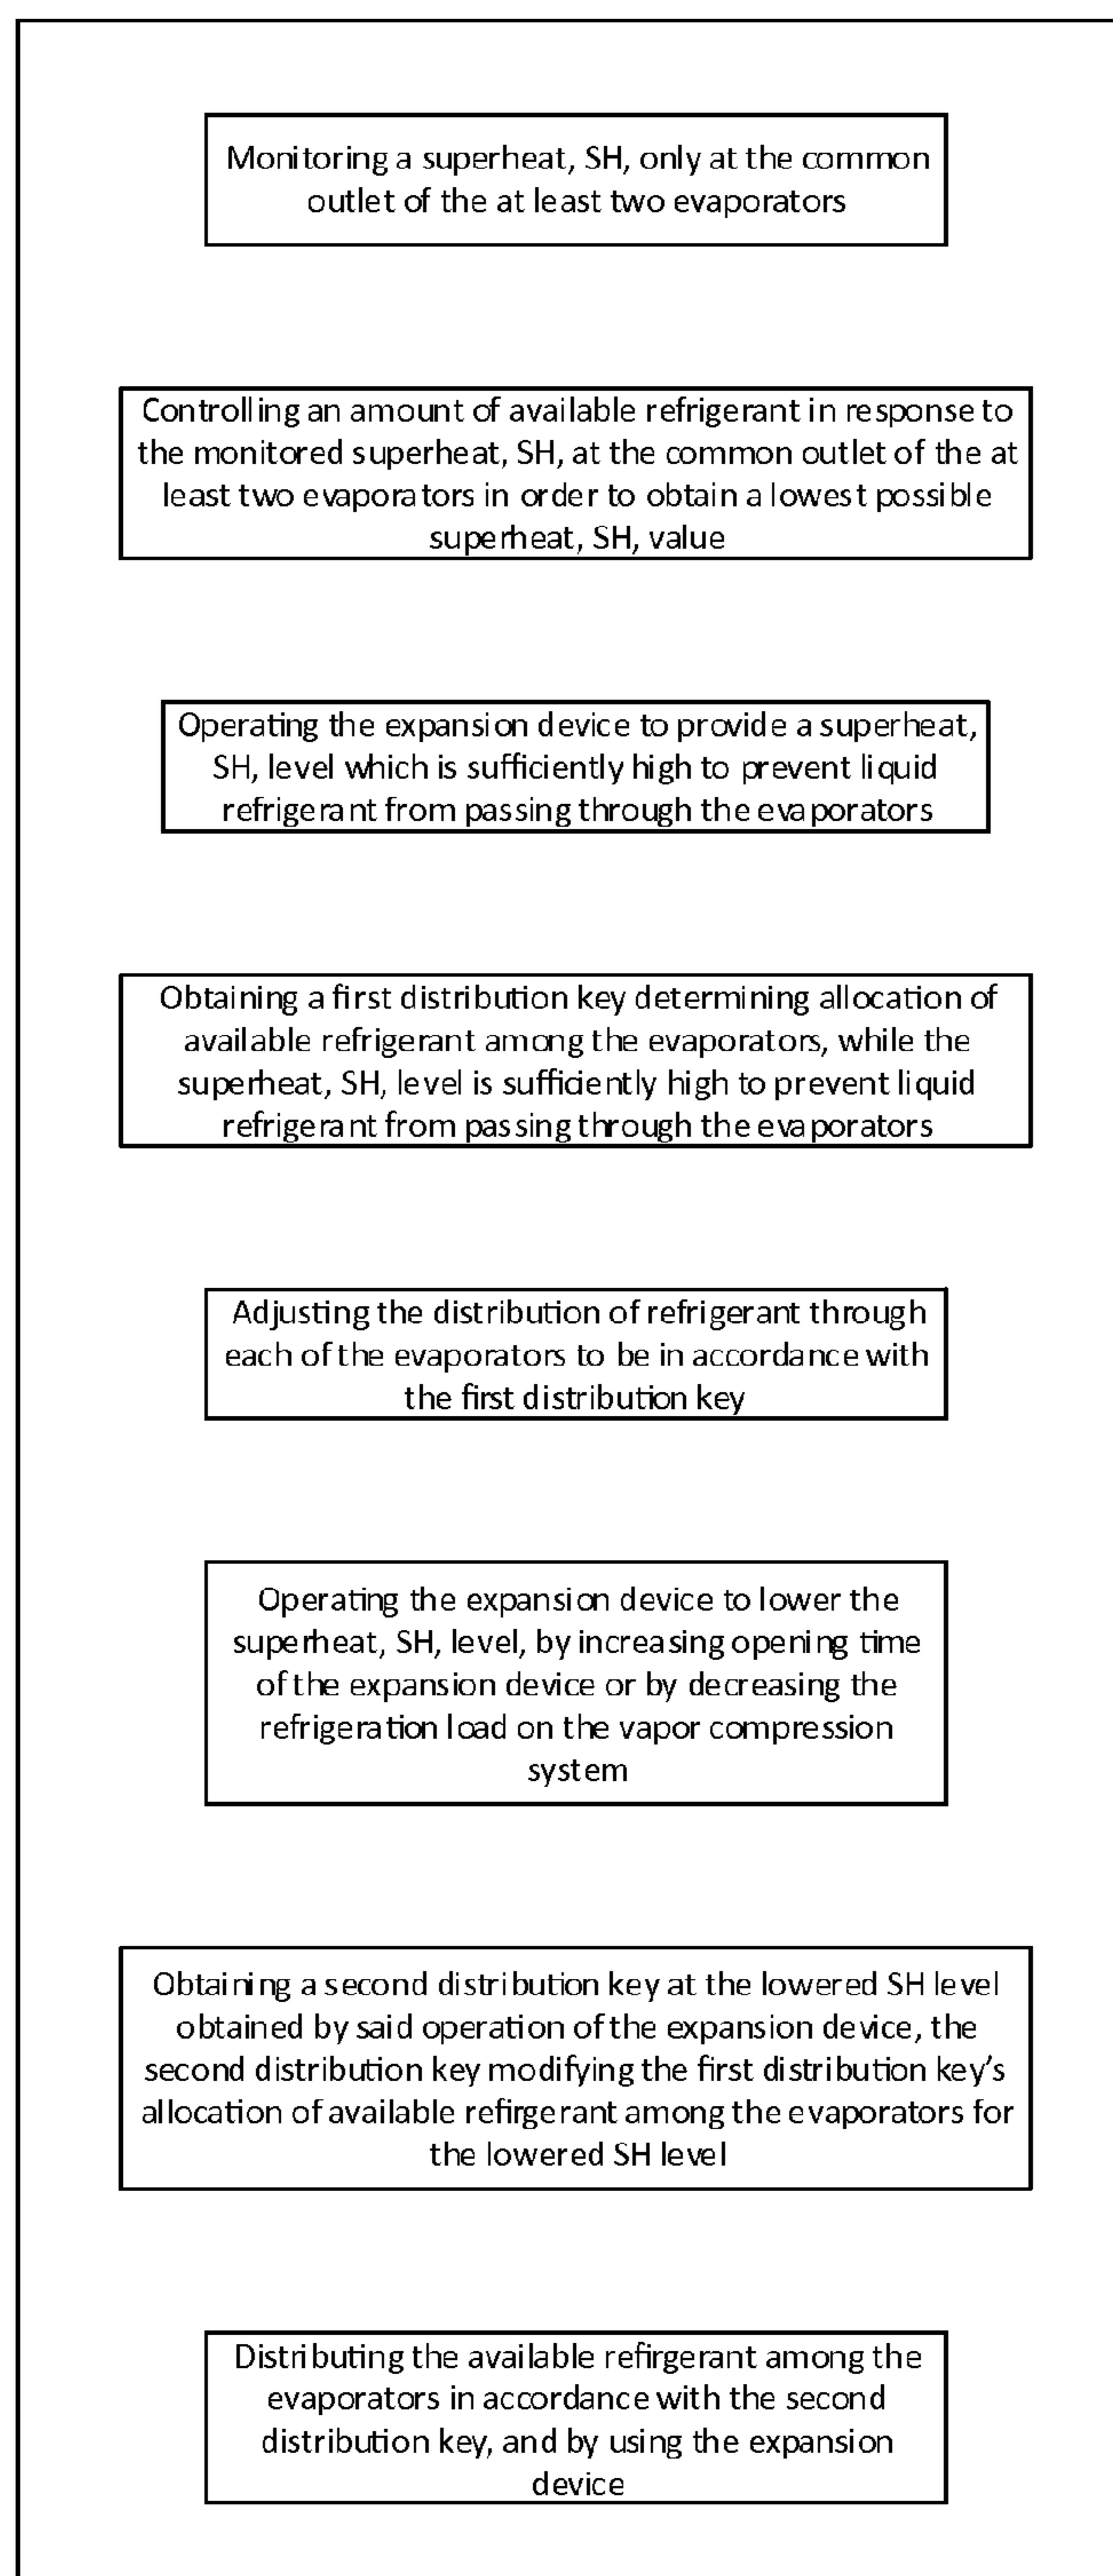 Monitoring a superheat, SH, only at the common
outlet of the at least two evaporators
Controlling an amount of available refrigerant in response to
the monitored superheat, SH, at the common outlet of the at
least two evaporators in order to obtain a lowest possible
superheat, SH, value
Operating the expansion device to provide a superheat,
SH, level which is sufficiently high to prevent liquid
refrigerant from passing through the evaporators
Obtaining a first distribution key determining allocation of
available refrigerant among the evaporators, while the
superheat, SH, level is sufficiently high to prevent liquid
refrigerant from passing through the evaporators
Adjusting the distribution of refrigerant through
each of the evaporators to be in accordance with
the first distribution key
Operating the expansion device to lower the
superheat, SH, level, by increasing opening time
of the expansion device or by decreasing the
refrigeration load on the vapor compression
system
Obtaining a second distribution key at the lowered SH level
obtained by said operation of the expansion device, the
second distribution key modifying the first distribution key’s
allocation of available refirgerant among the evaporators for
the lowered SH level
Distributing the available refirgerant among the
evaporators in accordance with the second
distribution key, and by using the expansion
device